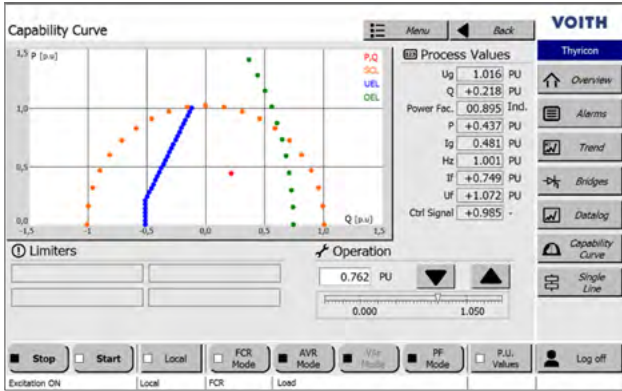 Capability Curve
Menu
Back
VOITH
Thyricon
1,5 P [p.u]
P,Q
SCL
UEL
OEL
1,0
0,5
0,0
Q [p.u]
-1,5 -1 -0,5 0,0 0,5 1,0 1,5
Process Values
Ug 1.016 PU
Q +0.218 PU
Power Fac. 00.895 Ind.
P +0.437 PU
Ig 0.481 PU
Hz 1.001 PU
If +0.749 PU
Uf +1.072 PU
Ctrl Signal +0.985 -
Overview
Alarms
Trend
Bridges
Datalog
Capability
Curve
Single
Line
Limiters
Operation
0.762 PU
0.000 1.050
Stop
Start
Local
FCR
Mode
AVR
Mode
VAr
Mode
PF
Mode
P.U.
Values
Log off
Excitation ON
Local
FCR
Load